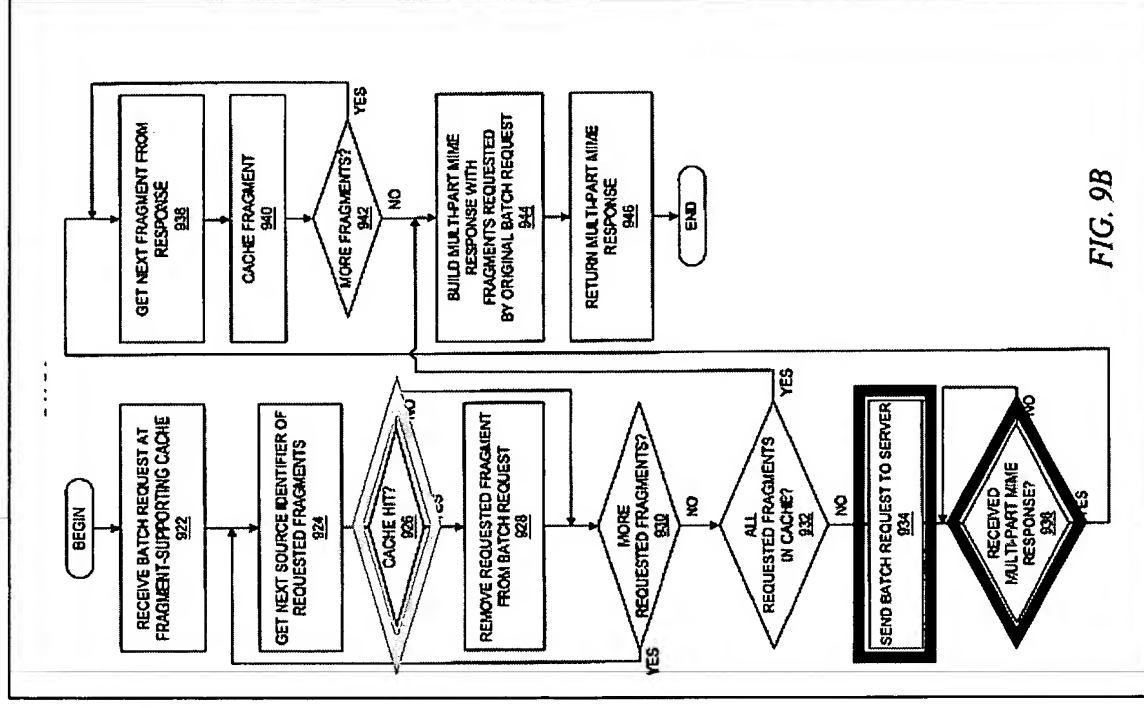 BEGIN
RECEIVE BATCH REQUEST AT
FRAGMENT-SUPPORTING CACHE
922
GET NEXT SOURCE IDENTIFIER OF
REQUESTED FRAGMENTS
924
CACHE HIT?
926
NO
YES
REMOVE REQUESTED FRAGMENT
FROM BATCH REQUEST
928
MORE
REQUESTED FRAGMENTS?
930
YES
NO
ALL
REQUESTED FRAGMENTS
IN CACHE?
932
YES
NO
SEND BATCH REQUEST TO SERVER
934
RECEIVED
MULTI-PART MIME
RESPONSE?
936
NO
YES
GET NEXT FRAGMENT FROM
RESPONSE
938
CACHE FRAGMENT
940
MORE FRAGMENTS?
942
YES
NO
BUILD MULTI-PART MIME
RESPONSE WITH
FRAGMENTS REQUESTED
BY ORIGINAL BATCH REQUEST
944
RETURN MULTI-PART MIME
RESPONSE
946
END
FIG. 9B